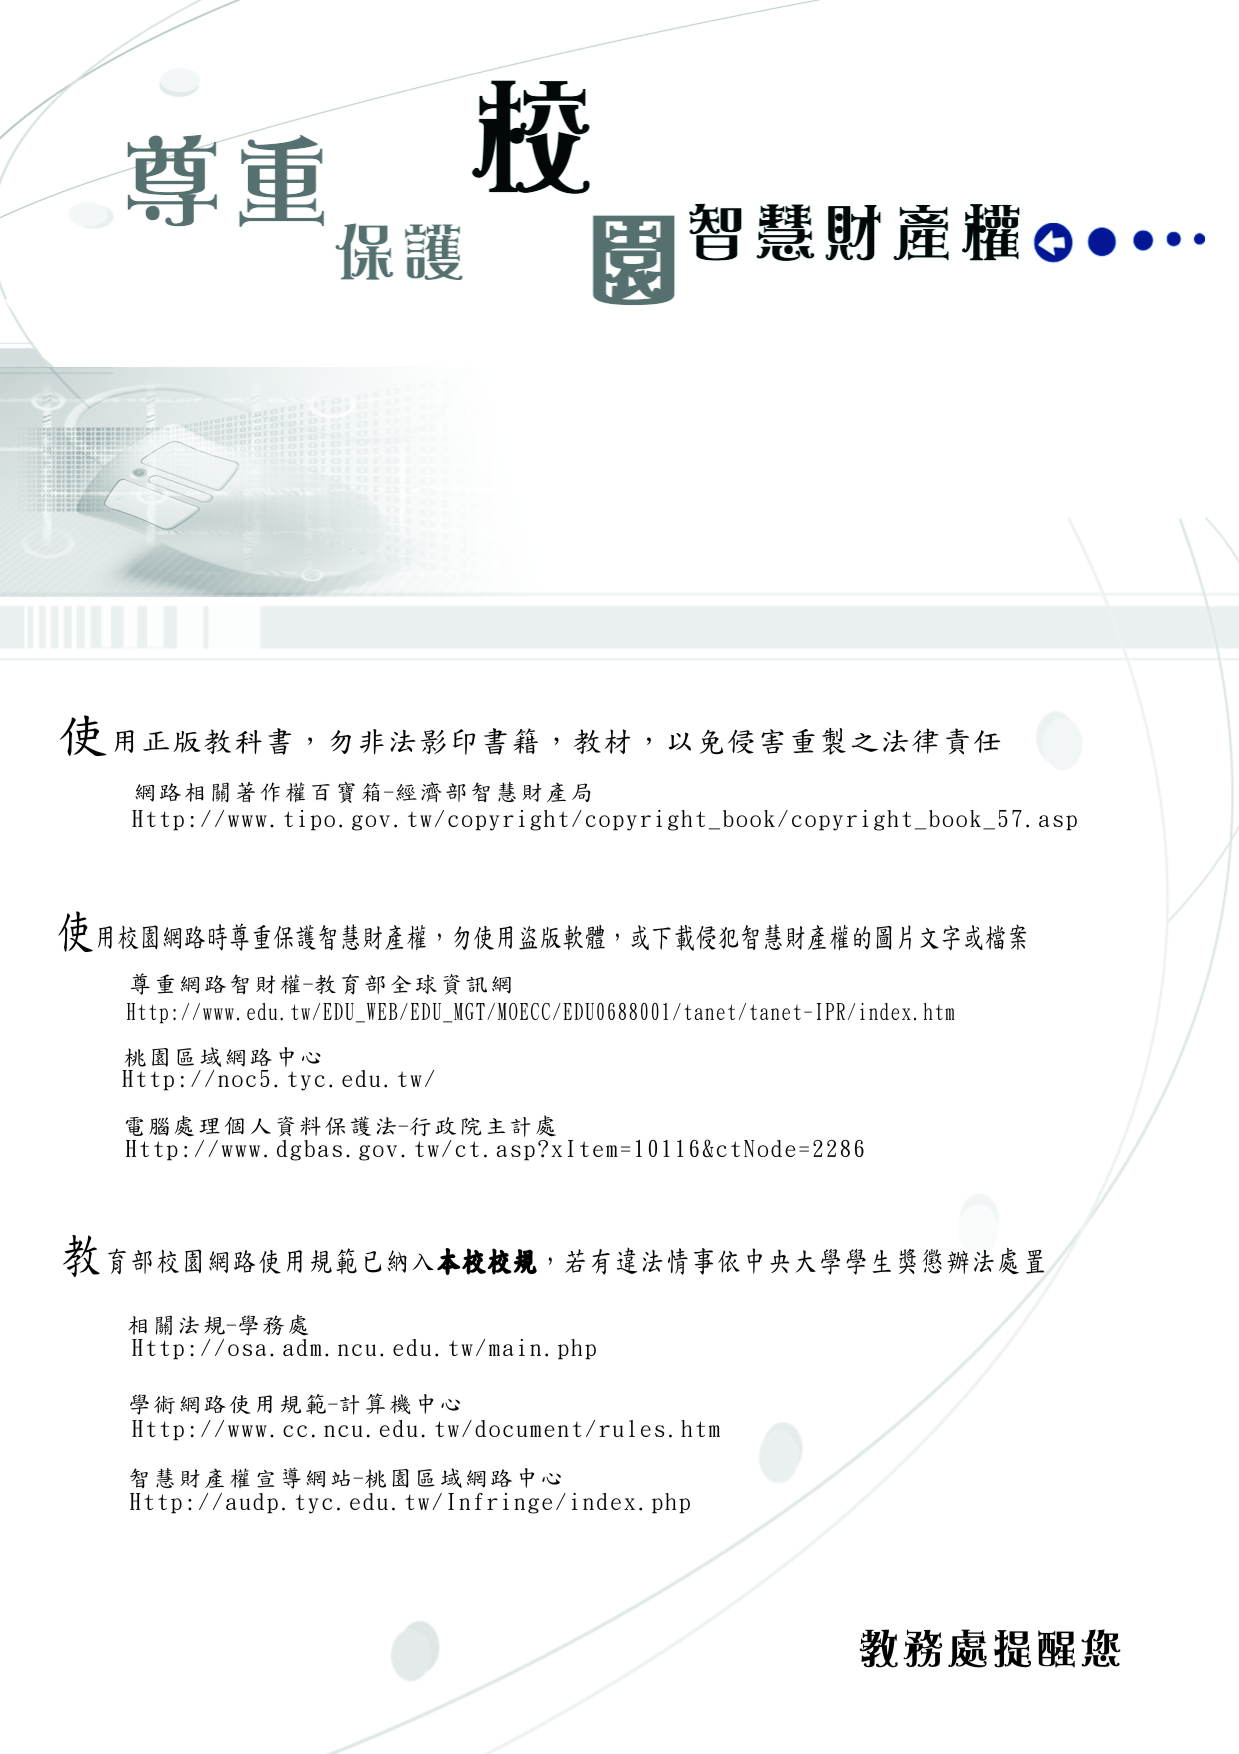 尊重保護校園智慧財產權
使用正版教科書，勿非法影印書籍，教材，以免侵害重製之法律責任
網路相關著作權百寶箱-經濟部智慧財產局
Http://www.tipo.gov.tw/copyright/copyright_book/copyright_book_57.asp
使用校園網路時尊重保護智慧財產權，勿使用盜版軟體，或下載侵犯智慧財產權的圖片文字或檔案
尊重網路智財權-教育部全球資訊網
Http://www.edu.tw/EDU_WEB/EDU_MGT/MOECC/EDU0688001/tanet/tanet-IPR/index.htm
桃園區域網路中心
Http://noc5.tyc.edu.tw/
電腦處理個人資料保護法-行政院主計處
Http://www.dgbas.gov.tw/ct.asp?xItem=10116&ctNode=2286
教育部校園網路使用規範已納入本校校規，若有違法情事依中央大學學生獎懲辦法處置
相關法規-學務處
Http://osa.adm.ncu.edu.tw/main.php
學術網路使用規範-計算機中心
Http://www.cc.ncu.edu.tw/document/rules.htm
智慧財產權宣導網站-桃園區域網路中心
Http://audp.tyc.edu.tw/Infringe/index.php
教務處提醒您